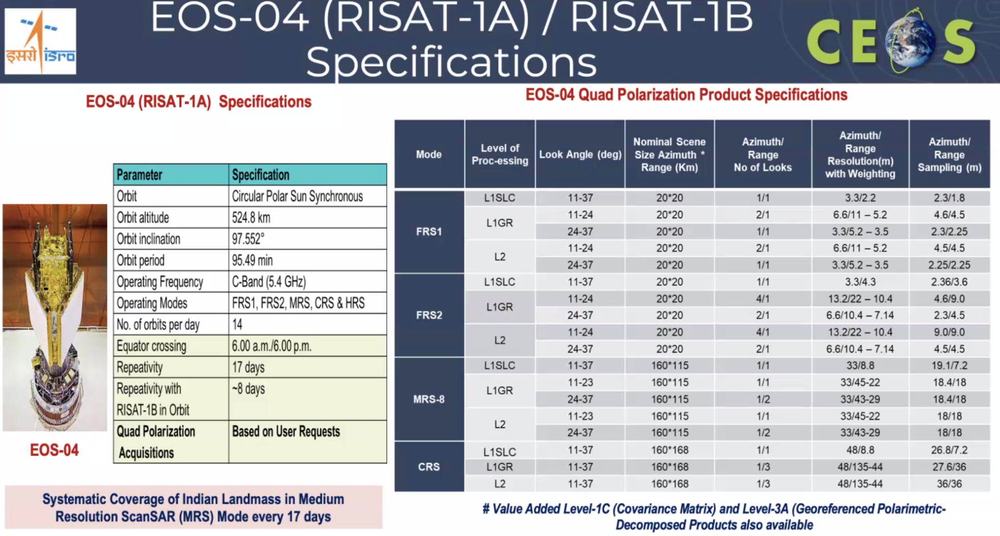 EOS-04 (RISAT-1A) / RISAT-1B
Specifications
इसरो isro
CEOS
EOS-04 (RISAT-1A) Specifications
Parameter Specification
Orbit Circular Polar Sun Synchronous
Orbit altitude 524.8 km
Orbit inclination 97.552°
Orbit period 95.49 min
Operating Frequency C-Band (5.4 GHz)
Operating Modes FRS1, FRS2, MRS, CRS & HRS
No. of orbits per day 14
Equator crossing 6.00 a.m./6.00 p.m.
Repeativity 17 days
Repeativity with ~8 days
RISAT-1B in Orbit
Quad Polarization Based on User Requests
Acquisitions
EOS-04
Systematic Coverage of Indian Landmass in Medium
Resolution ScanSAR (MRS) Mode every 17 days
EOS-04 Quad Polarization Product Specifications
Mode
Level of
Proc-essing
Look Angle (deg)
Nominal Scene
Size Azimuth *
Range (Km)
Azimuth/
Range
No of Looks
Azimuth/
Range
Resolution(m)
with Weighting
Azimuth/
Range
Sampling (m)
FRS1
L1SLC 11-37 20*20 1/1 3.3/2.2 2.3/1.8
L1GR
11-24 20*20 2/1 6.6/11 – 5.2 4.6/4.5
24-37 20*20 1/1 3.3/5.2 – 3.5 2.3/2.25
L2
11-24 20*20 2/1 6.6/11 – 5.2 4.5/4.5
24-37 20*20 1/1 3.3/5.2 – 3.5 2.25/2.25
FRS2
L1SLC 11-37 20*20 1/1 3.3/4.3 2.36/3.6
L1GR
11-24 20*20 4/1 13.2/22 – 10.4 4.6/9.0
24-37 20*20 2/1 6.6/10.4 – 7.14 2.3/4.5
L2
11-24 20*20 4/1 13.2/22 – 10.4 9.0/9.0
24-37 20*20 2/1 6.6/10.4 – 7.14 4.5/4.5
MRS-8
L1SLC 11-37 160*115 1/1 33/8.8 19.1/7.2
L1GR
11-23 160*115 1/1 33/45-22 18.4/18
24-37 160*115 1/2 33/43-29 18.4/18
L2
11-23 160*115 1/1 33/45-22 18/18
24-37 160*115 1/2 33/43-29 18/18
CRS
L1SLC 11-37 160*168 1/1 48/8.8 26.8/7.2
L1GR 11-37 160*168 1/3 48/135-44 27.6/36
L2 11-37 160*168 1/3 48/135-44 36/36
# Value Added Level-1C (Covariance Matrix) and Level-3A (Georeferenced Polarimetric-
Decomposed Products also available